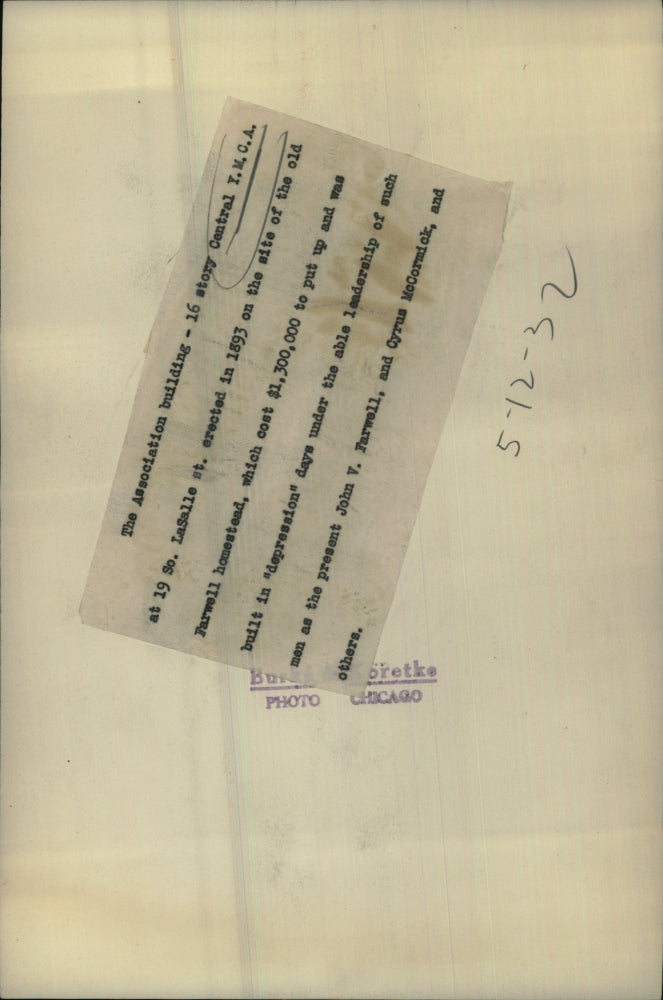 The Association building - 16 story Central Y.M.C.A.
at 19 So. LaSalle st. erected in 1893 on the site of the old
Farwell homestead, which cost $1,300,000 to put up and was
built in "depression" days under the able leadership of such
men as the present John V. Farwell, and Cyrus McCormick, and
others.
5-12-32
PHOTO CHICAGO